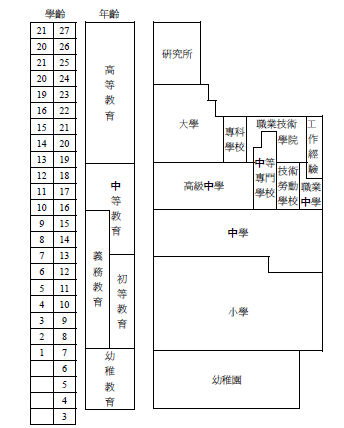 學齡 年齡
21 27
20 26
21 25
20 24
19 23
16 22
15 21
14 20
13 19
12 18
11 17
10 16
9 15
8 14
7 13
6 12
5 11
4 10
3 9
2 8
1 7
6
5
4
3
高等教育
中等教育
義務教育
初等教育
幼稚教育
研究所
大學
專科
學校
職業技術
學院
工作經驗
高級中學
中等
專門
學校
技術
勞動
學校
職業
中學
中學
小學
幼稚園